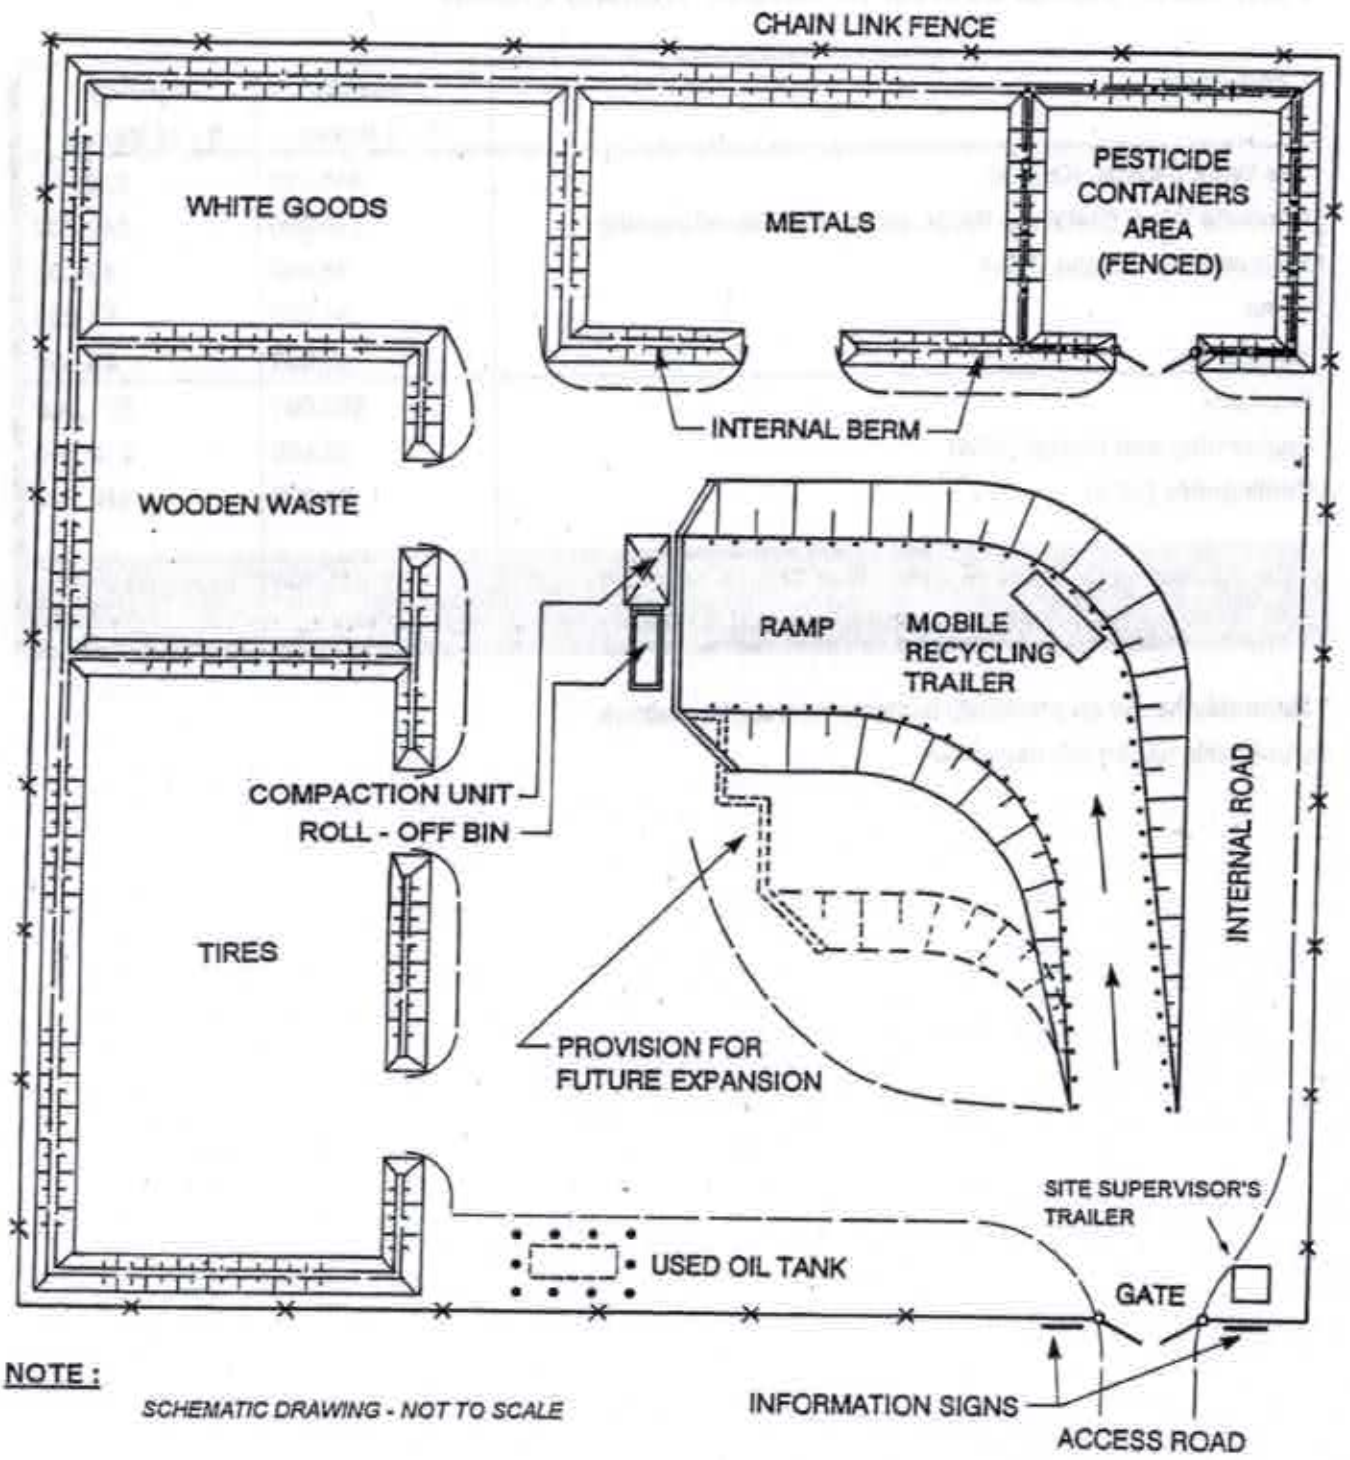 CHAIN LINK FENCE
WHITE GOODS
METALS
PESTICIDE
CONTAINERS
AREA
(FENCED)
INTERNAL BERM
WOODEN WASTE
RAMP
MOBILE
RECYCLING
TRAILER
COMPACTION UNIT
ROLL - OFF BIN
INTERNAL ROAD
TIRES
PROVISION FOR
FUTURE EXPANSION
SITE SUPERVISOR'S
TRAILER
USED OIL TANK
GATE
NOTE :
SCHEMATIC DRAWING - NOT TO SCALE
INFORMATION SIGNS
ACCESS ROAD